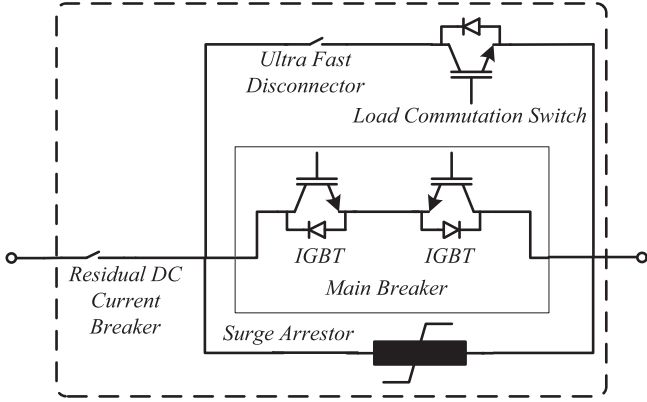 Ultra Fast
Disconnector
Load Commutation Switch
IGBT
IGBT
Main Breaker
Residual DC
Current
Breaker
Surge Arrestor